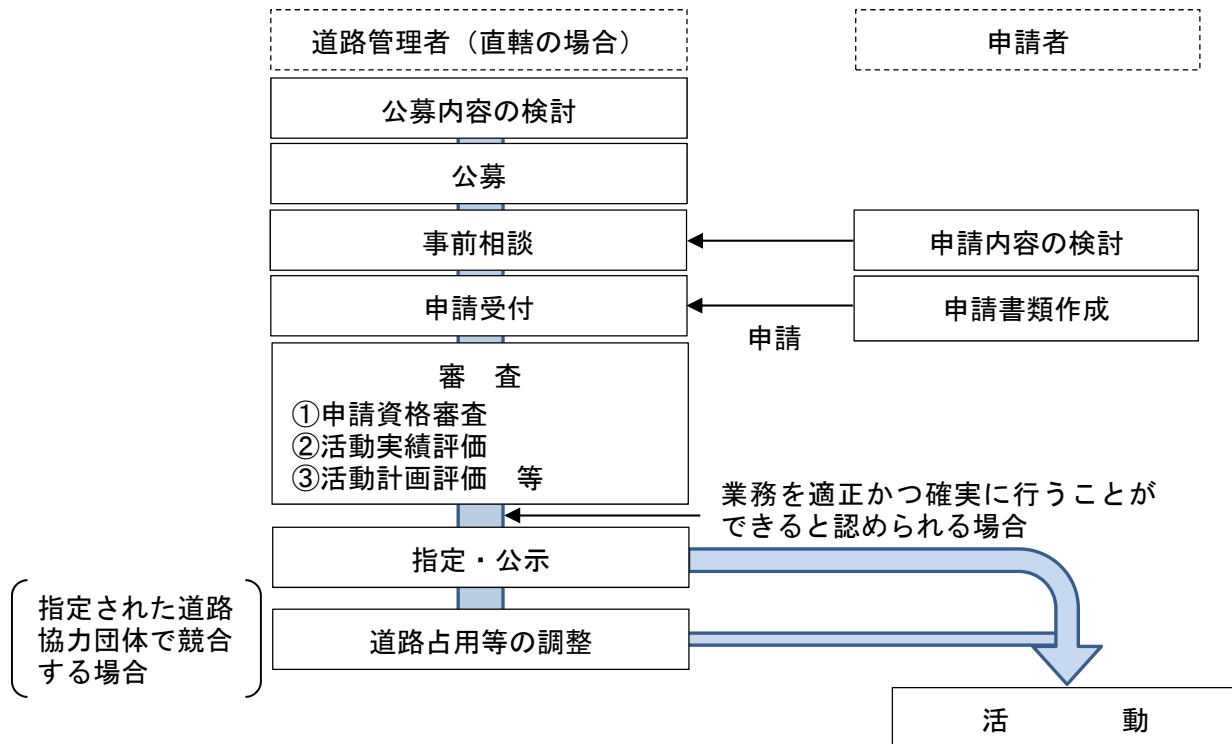 道路管理者（直轄の場合）
申請者
公募内容の検討
公募
事前相談
申請内容の検討
申請受付
申請書類作成
申請
審　査
①申請資格審査
②活動実績評価
③活動計画評価　等
業務を適正かつ確実に行うことが
できると認められる場合
指定・公示
指定された道路
協力団体で競合
する場合
道路占用等の調整
活　　動